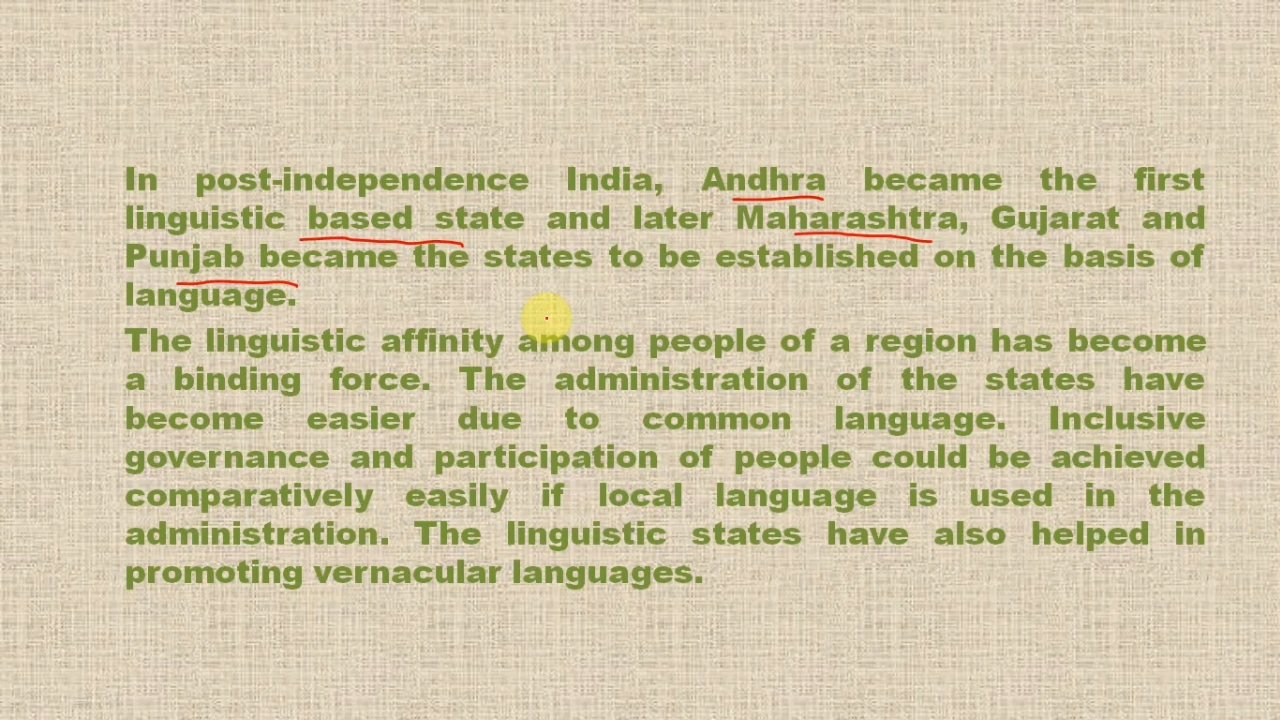 In post-independence India, Andhra became the first
linguistic based state and later Maharashtra, Gujarat and
Punjab became the states to be established on the basis of
language.
The linguistic affinity among people of a region has become
a binding force. The administration of the states have
become easier due to common language. Inclusive
governance and participation of people could be achieved
comparatively easily if local language is used in the
administration. The linguistic states have also helped in
promoting vernacular languages.